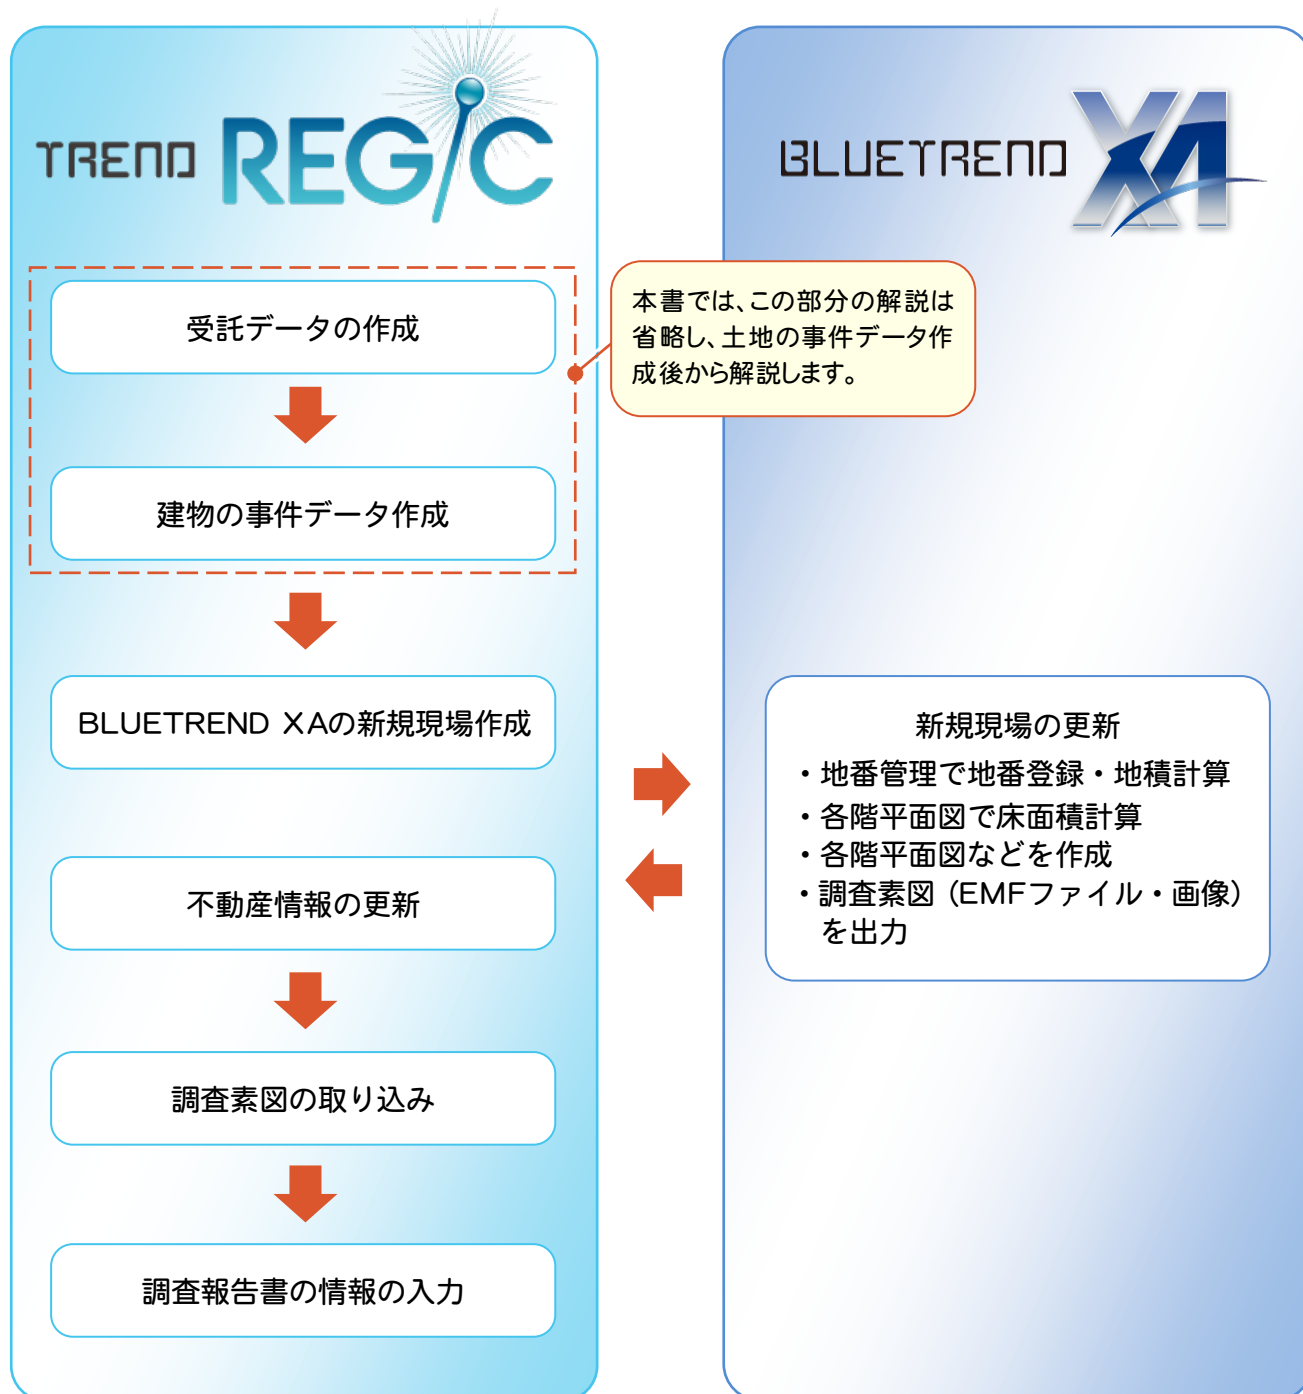 TREND REGIC
BLUETREND XA
受託データの作成
本書では、この部分の解説は
省略し、土地の事件データ作
成後から解説します。
建物の事件データ作成
BLUETREND XAの新規現場作成
新規現場の更新
・地番管理で地番登録・地積計算
・各階平面図で床面積計算
・各階平面図などを作成
・調査素図（EMFファイル・画像）
を出力
不動産情報の更新
調査素図の取り込み
調査報告書の情報の入力